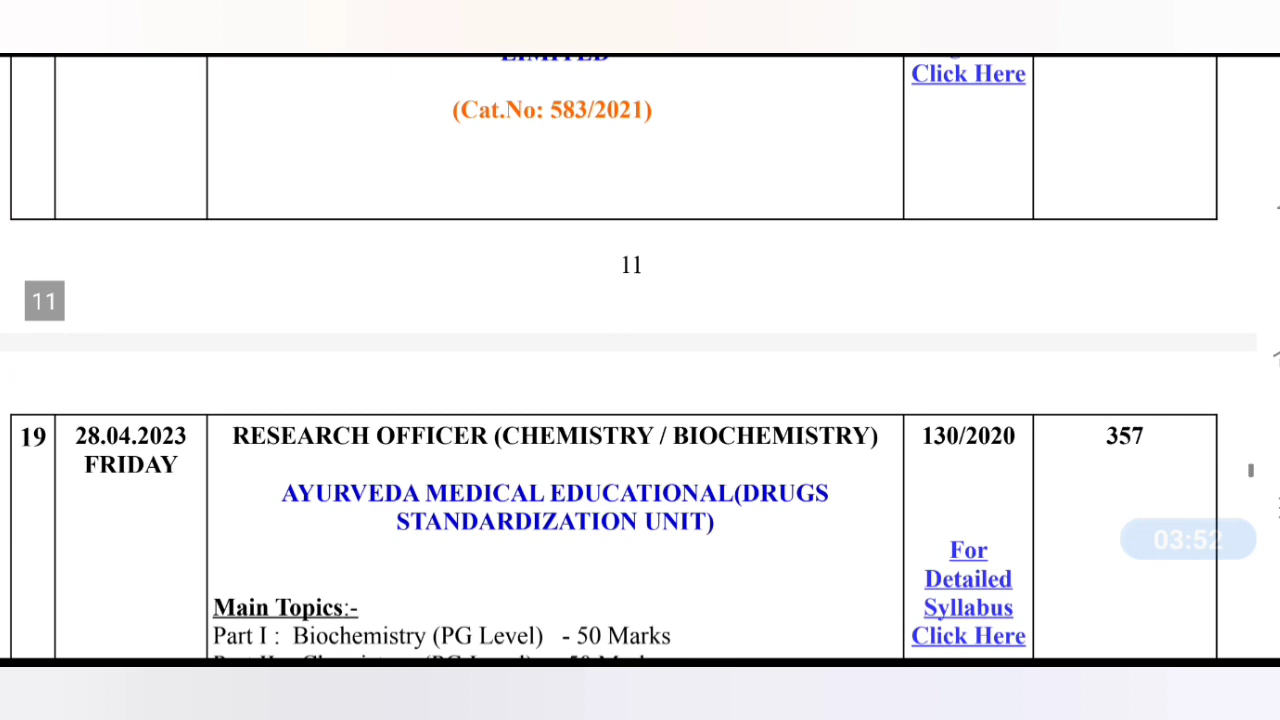 LIMITED
Click Here
(Cat.No: 583/2021)
11
11
19
28.04.2023
FRIDAY
RESEARCH OFFICER (CHEMISTRY / BIOCHEMISTRY)
AYURVEDA MEDICAL EDUCATIONAL(DRUGS
STANDARDIZATION UNIT)
Main Topics:-
Part I : Biochemistry (PG Level) - 50 Marks
130/2020
For
Detailed
Syllabus
Click Here
357
03:52